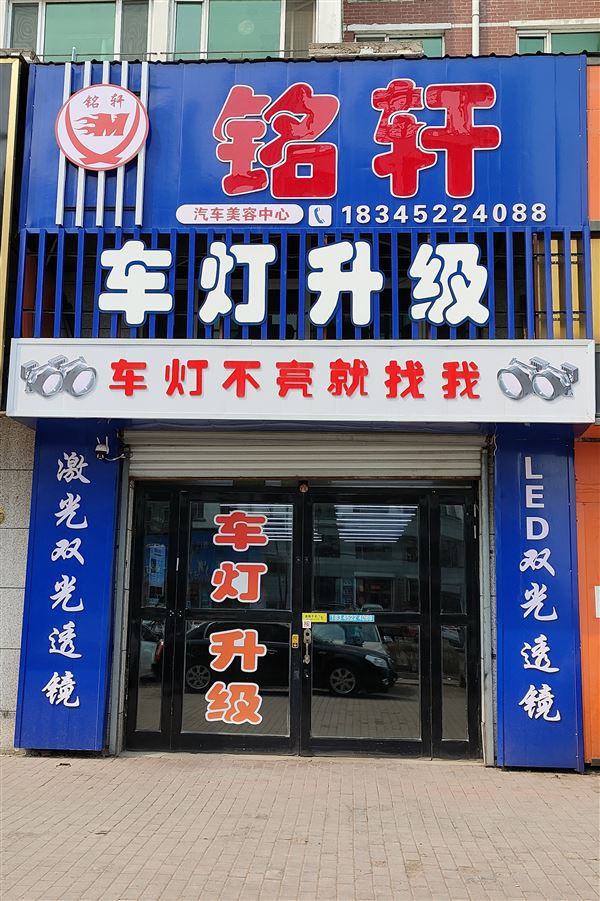 铭轩
M
铭轩
汽车美容中心
18345224088
车灯升级
车灯不亮就找我
激光双光透镜
LED双光透镜
车灯升级
18345224088